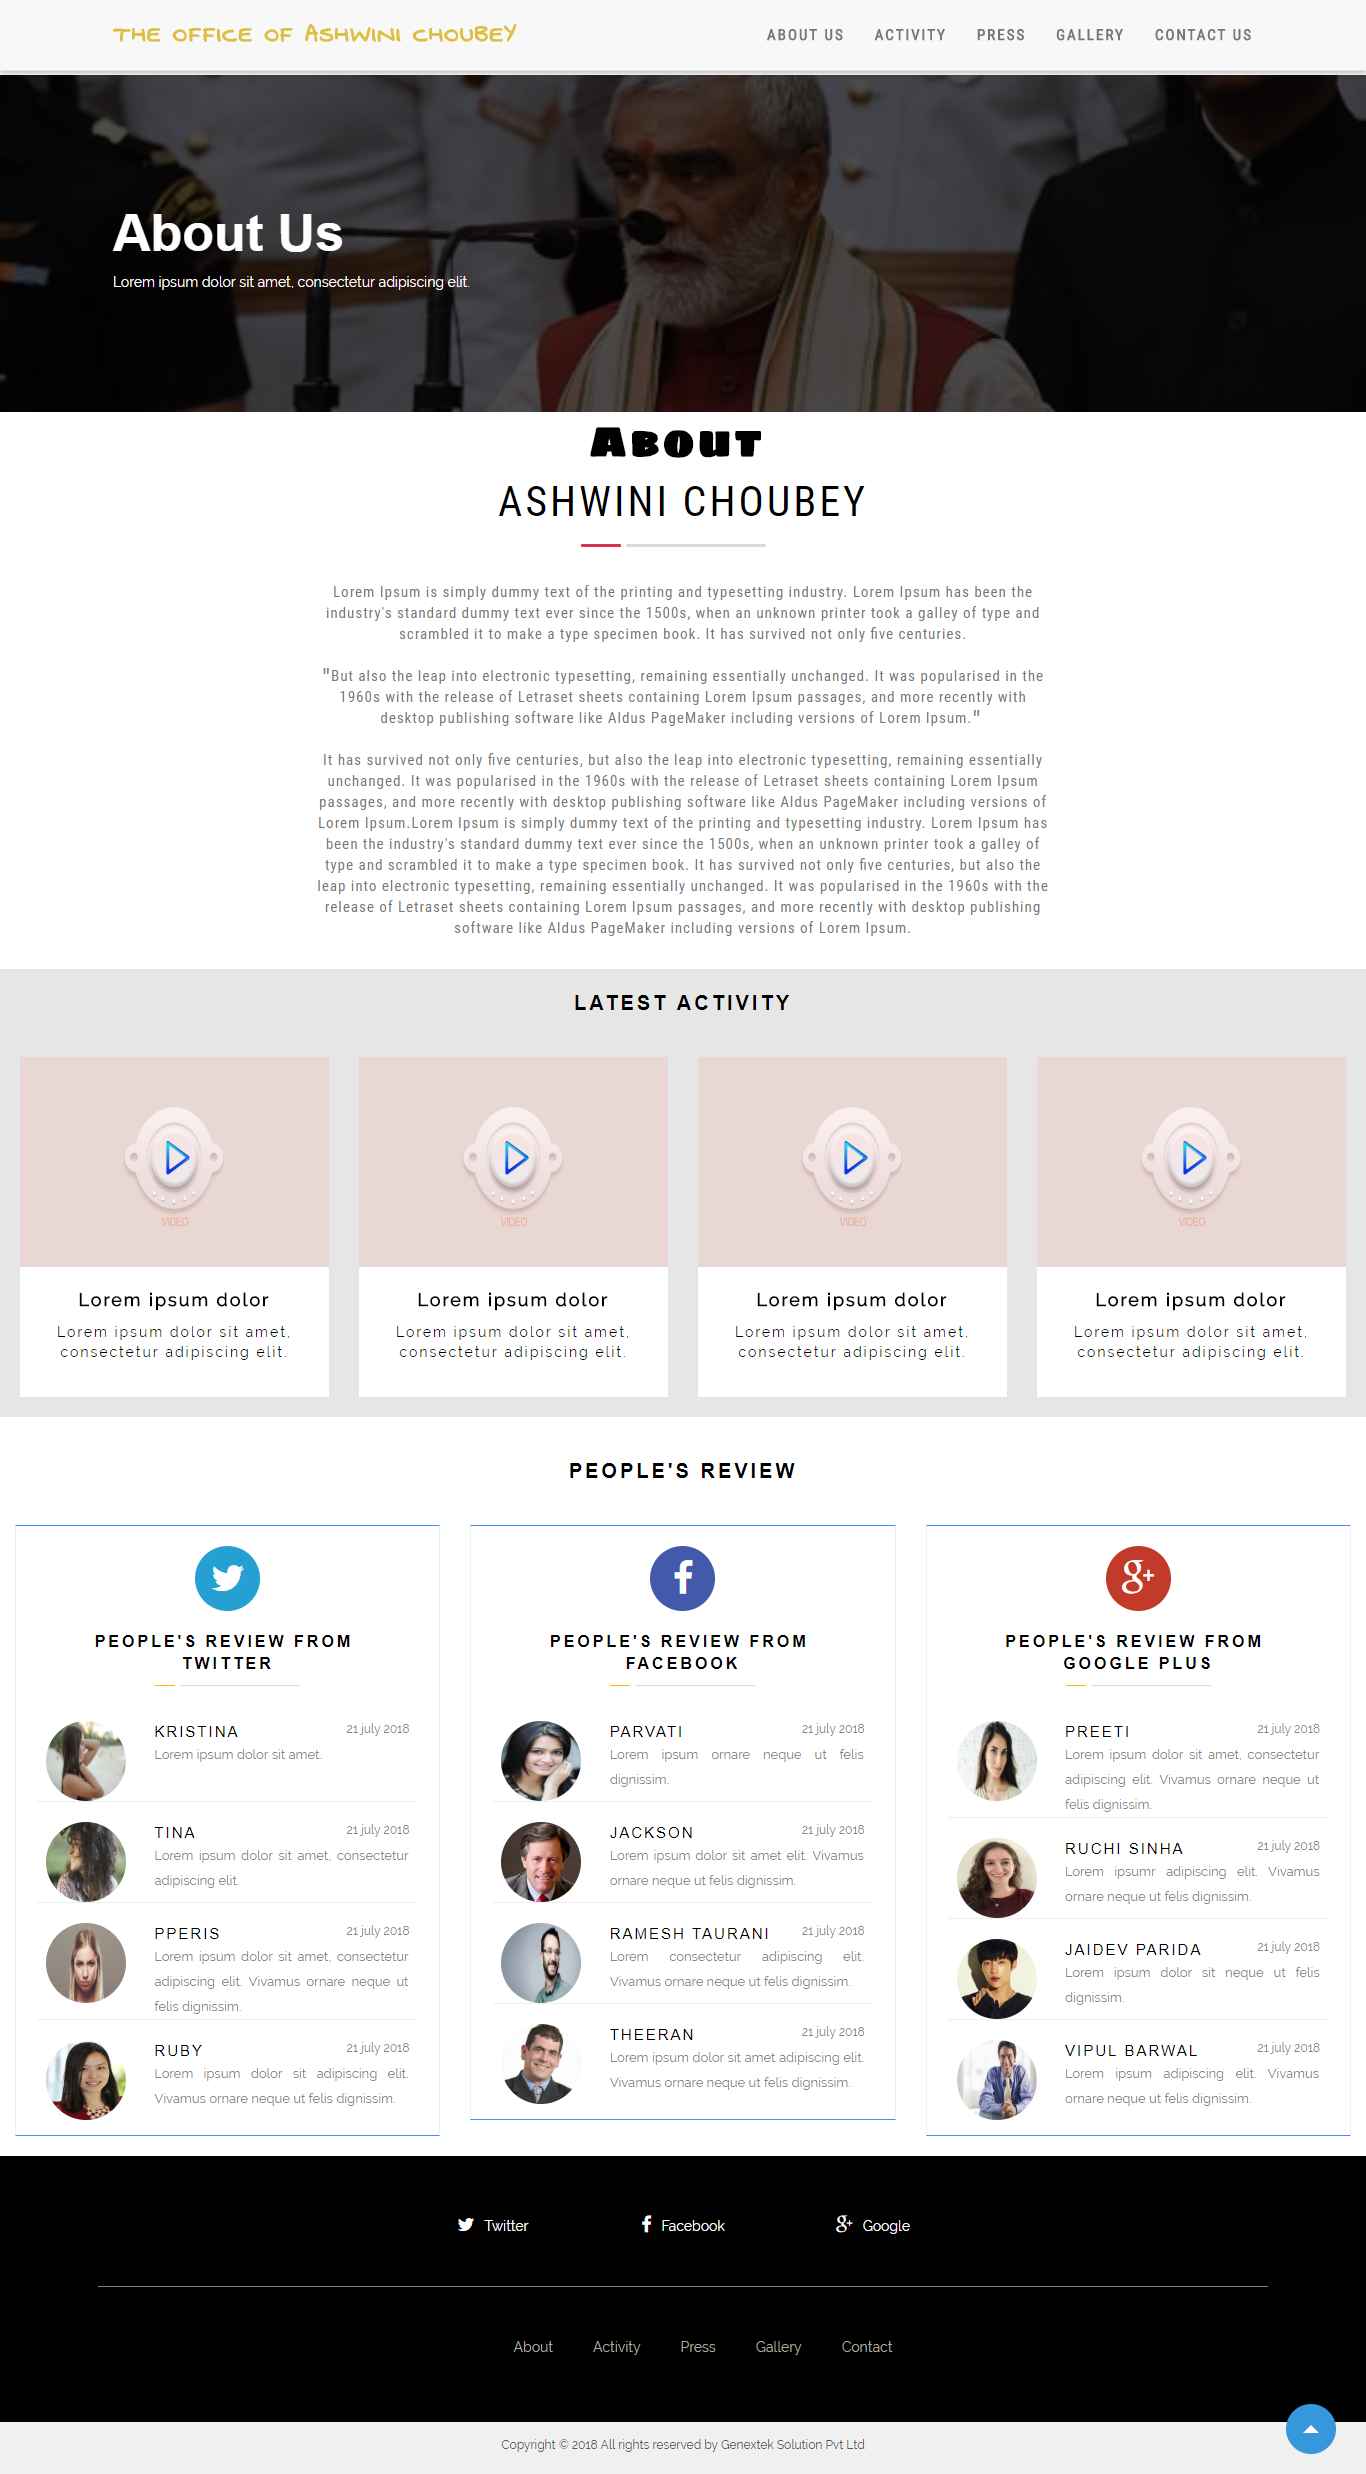 THE OFFICE OF ASHWINI CHOUBEY
ABOUT US ACTIVITY PRESS GALLERY CONTACT US
About Us
Lorem ipsum dolor sit amet, consectetur adipiscing elit.
About
ASHWINI CHOUBEY
Lorem Ipsum is simply dummy text of the printing and typesetting industry. Lorem Ipsum has been the
industry's standard dummy text ever since the 1500s, when an unknown printer took a galley of type and
scrambled it to make a type specimen book. It has survived not only five centuries.
"But also the leap into electronic typesetting, remaining essentially unchanged. It was popularised in the
1960s with the release of Letraset sheets containing Lorem Ipsum passages, and more recently with
desktop publishing software like Aldus PageMaker including versions of Lorem Ipsum."
It has survived not only five centuries, but also the leap into electronic typesetting, remaining essentially
unchanged. It was popularised in the 1960s with the release of Letraset sheets containing Lorem Ipsum
passages, and more recently with desktop publishing software like Aldus PageMaker including versions of
Lorem Ipsum.Lorem Ipsum is simply dummy text of the printing and typesetting industry. Lorem Ipsum has
been the industry's standard dummy text ever since the 1500s, when an unknown printer took a galley of
type and scrambled it to make a type specimen book. It has survived not only five centuries, but also the
leap into electronic typesetting, remaining essentially unchanged. It was popularised in the 1960s with the
release of Letraset sheets containing Lorem Ipsum passages, and more recently with desktop publishing
software like Aldus PageMaker including versions of Lorem Ipsum.
LATEST ACTIVITY
VIDEO
Lorem ipsum dolor
Lorem ipsum dolor sit amet,
consectetur adipiscing elit.
VIDEO
Lorem ipsum dolor
Lorem ipsum dolor sit amet,
consectetur adipiscing elit.
VIDEO
Lorem ipsum dolor
Lorem ipsum dolor sit amet,
consectetur adipiscing elit.
VIDEO
Lorem ipsum dolor
Lorem ipsum dolor sit amet,
consectetur adipiscing elit.
PEOPLE'S REVIEW
PEOPLE'S REVIEW FROM
TWITTER
KRISTINA 21 july 2018
Lorem ipsum dolor sit amet.
TINA 21 july 2018
Lorem ipsum dolor sit amet, consectetur
adipiscing elit.
PPERIS 21 july 2018
Lorem ipsum dolor sit amet, consectetur
adipiscing elit. Vivamus ornare neque ut
felis dignissim.
RUBY 21 july 2018
Lorem ipsum dolor sit adipiscing elit.
Vivamus ornare neque ut felis dignissim.
PEOPLE'S REVIEW FROM
FACEBOOK
PARVATI 21 july 2018
Lorem ipsum ornare neque ut felis
dignissim.
JACKSON 21 july 2018
Lorem ipsum dolor sit amet elit. Vivamus
ornare neque ut felis dignissim.
RAMESH TAURANI 21 july 2018
Lorem consectetur adipiscing elit.
Vivamus ornare neque ut felis dignissim.
THEERAN 21 july 2018
Lorem ipsum dolor sit amet adipiscing elit.
Vivamus ornare neque ut felis dignissim.
PEOPLE'S REVIEW FROM
GOOGLE PLUS
PREETI 21 july 2018
Lorem ipsum dolor sit amet, consectetur
adipiscing elit. Vivamus ornare neque ut
felis dignissim.
RUCHI SINHA 21 july 2018
Lorem ipsumr adipiscing elit. Vivamus
ornare neque ut felis dignissim.
JAIDEV PARIDA 21 july 2018
Lorem ipsum dolor sit neque ut felis
dignissim.
VIPUL BARWAL 21 july 2018
Lorem ipsum adipiscing elit. Vivamus
ornare neque ut felis dignissim.
Twitter Facebook Google
About Activity Press Gallery Contact
Copyright © 2018 All rights reserved by Genextek Solution Pvt Ltd